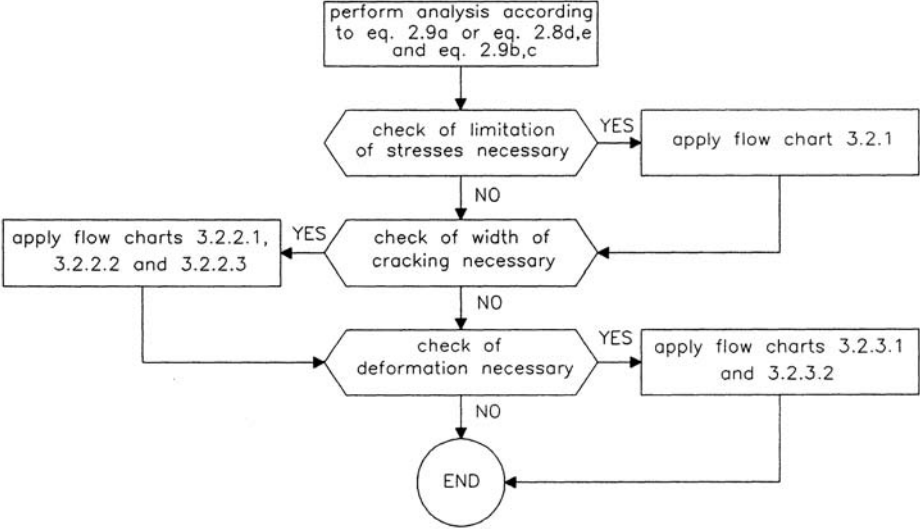 perform analysis according
to eq. 2.9a or eq. 2.8d,e
and eq. 2.9b,c
check of limitation
of stresses necessary
YES
apply flow chart 3.2.1
NO
apply flow charts 3.2.2.1,
3.2.2.2 and 3.2.2.3
YES
check of width of
cracking necessary
NO
check of
deformation necessary
YES
apply flow charts 3.2.3.1
and 3.2.3.2
NO
END